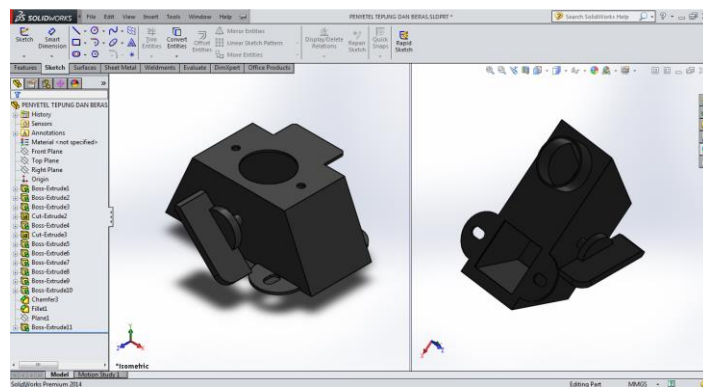 SOLIDWORKS File Edit View Insert Tools Window Help PENYETEL TEPUNG DAN BERAS.SLDPRT * Search SolidWorks Help
Sketch Smart Dimension Trim Entities Convert Entities Offset Entities Mirror Entities Linear Sketch Pattern Move Entities Display/Delete Relations Repair Sketch Quick Snaps Rapid Sketch
Features Sketch Surfaces Sheet Metal Weldments Evaluate DimXpert Office Products
PENYETEL TEPUNG DAN BERAS
History
Sensors
Annotations
Material <not specified>
Front Plane
Top Plane
Right Plane
Origin
Boss-Extrude1
Boss-Extrude2
Boss-Extrude3
Cut-Extrude2
Boss-Extrude4
Cut-Extrude3
Boss-Extrude5
Boss-Extrude6
Boss-Extrude7
Boss-Extrude8
Boss-Extrude9
Boss-Extrude10
Chamfer3
Fillet1
Plane1
Boss-Extrude11
*Isometric
Model Motion Study 1
SolidWorks Premium 2014 Editing Part MMGS